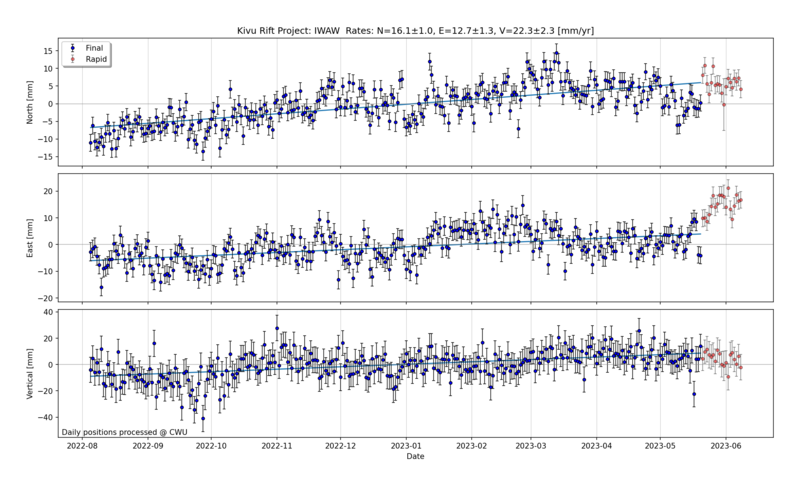 Kivu Rift Project: IWAW Rates: N=16.1±1.0, E=12.7±1.3, V=22.3±2.3 [mm/yr]
Final
Rapid
North [mm]
15
10
5
0
−5
−10
−15
East [mm]
20
10
0
−10
−20
Vertical [mm]
40
20
0
−20
−40
Daily positions processed @ CWU
2022-08 2022-09 2022-10 2022-11 2022-12 2023-01 2023-02 2023-03 2023-04 2023-05 2023-06
Date